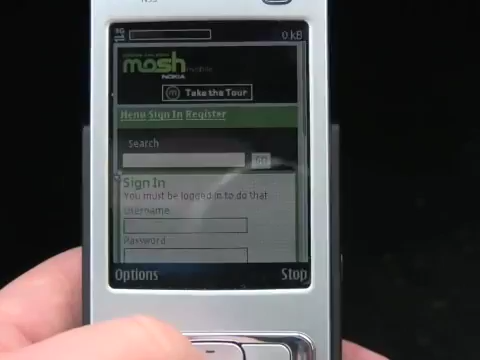 3G
0 kB
mosh
NOKIA
Take the Tour
Menu Sign In Register
Search
GO
Sign In
You must be logged in to do that
Username
Password
Options
Stop